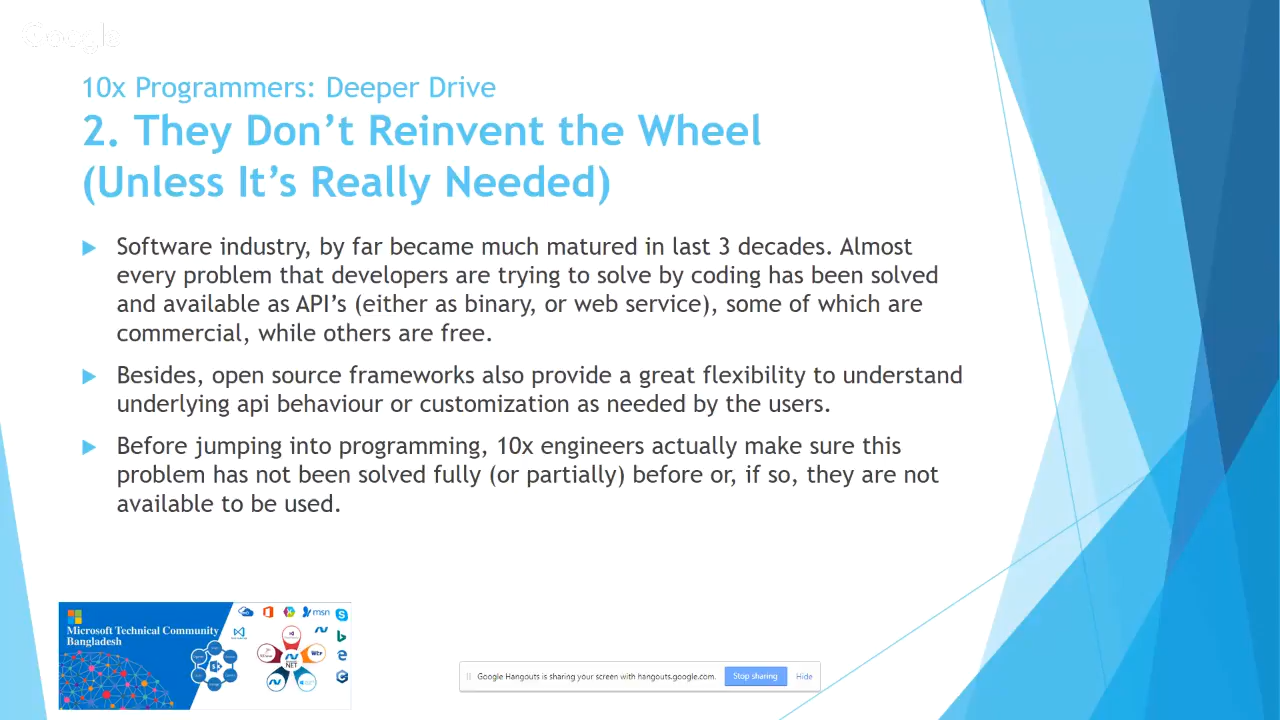 Google
10x Programmers: Deeper Drive
2. They Don’t Reinvent the Wheel
(Unless It’s Really Needed)
Software industry, by far became much matured in last 3 decades. Almost
every problem that developers are trying to solve by coding has been solved
and available as API’s (either as binary, or web service), some of which are
commercial, while others are free.
Besides, open source frameworks also provide a great flexibility to understand
underlying api behaviour or customization as needed by the users.
Before jumping into programming, 10x engineers actually make sure this
problem has not been solved fully (or partially) before or, if so, they are not
available to be used.
Microsoft Technical Community
Bangladesh
msn
WCF
NET
Google Hangouts is sharing your screen with hangouts.google.com.
Stop sharing
Hide